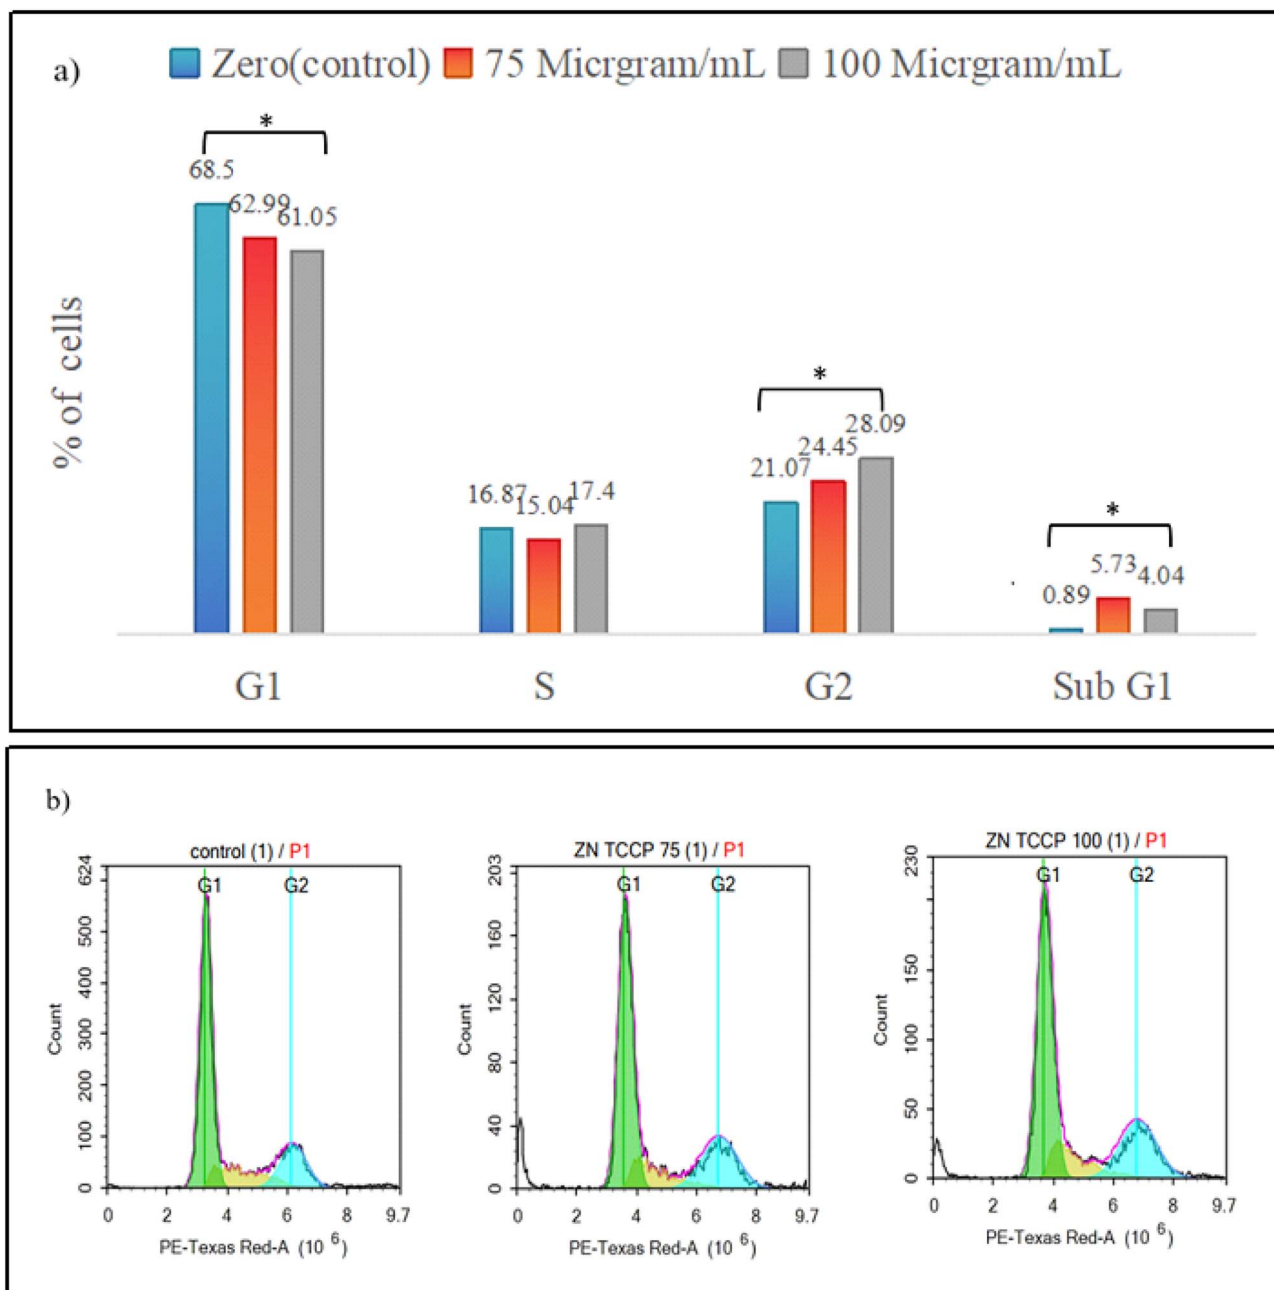 a)
Zero(control) 75 Micrgram/mL 100 Micrgram/mL
*
68.5
62.99
61.05
% of cells
*
28.09
24.45
21.07
16.87
15.04
17.4
*
5.73
4.04
0.89
G1 S G2 Sub G1
b)
control (1) / P1
G1 G2
624
500
400
300
200
100
0
Count
0 2 4 6 8 9.7
PE-Texas Red-A (10 6)
ZN TCCP 75 (1) / P1
G1 G2
203
160
120
80
40
0
Count
0 2 4 6 8 9.7
PE-Texas Red-A (10 6)
ZN TCCP 100 (1) / P1
G1 G2
230
150
100
50
0
Count
0 2 4 6 8 9.7
PE-Texas Red-A (10 6)